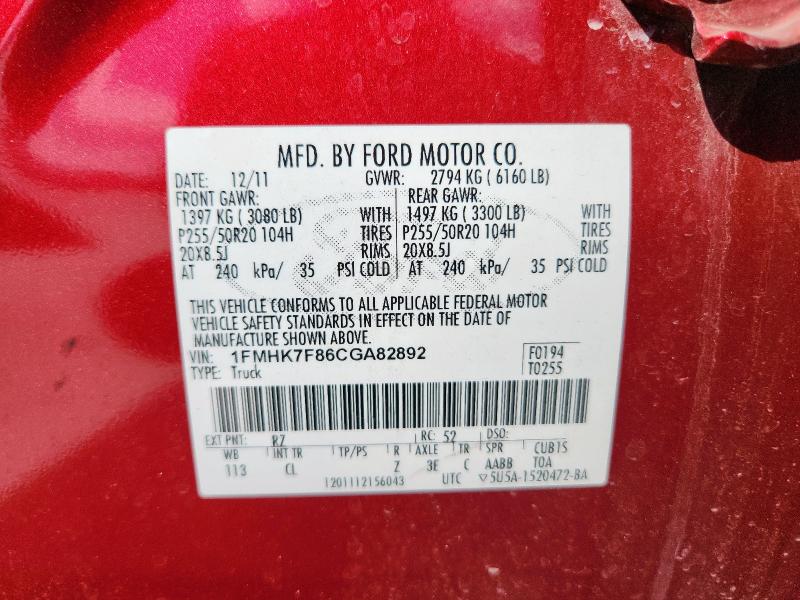 MFD. BY FORD MOTOR CO.
DATE: 12/11 GVWR: 2794 KG ( 6160 LB)
FRONT GAWR: REAR GAWR:
1397 KG ( 3080 LB) WITH 1497 KG ( 3300 LB) WITH
P255/50R20 104H TIRES P255/50R20 104H TIRES
20X8.5J RIMS 20X8.5J RIMS
AT 240 kPa/ 35 PSI COLD AT 240 kPa/ 35 PSI COLD
THIS VEHICLE CONFORMS TO ALL APPLICABLE FEDERAL MOTOR
VEHICLE SAFETY STANDARDS IN EFFECT ON THE DATE OF
MANUFACTURE SHOWN ABOVE.
VIN: 1FMHK7F86CGA82892 F0194
TYPE: Truck T0255
EXT PNT: RZ RC: 52 DSO:
WB INT TR TP/PS R AXLE TR SPR CUB1S
113 CL Z 3E C AABB TOA
1201112156043 UTC ▽5U5A-1520472-BA